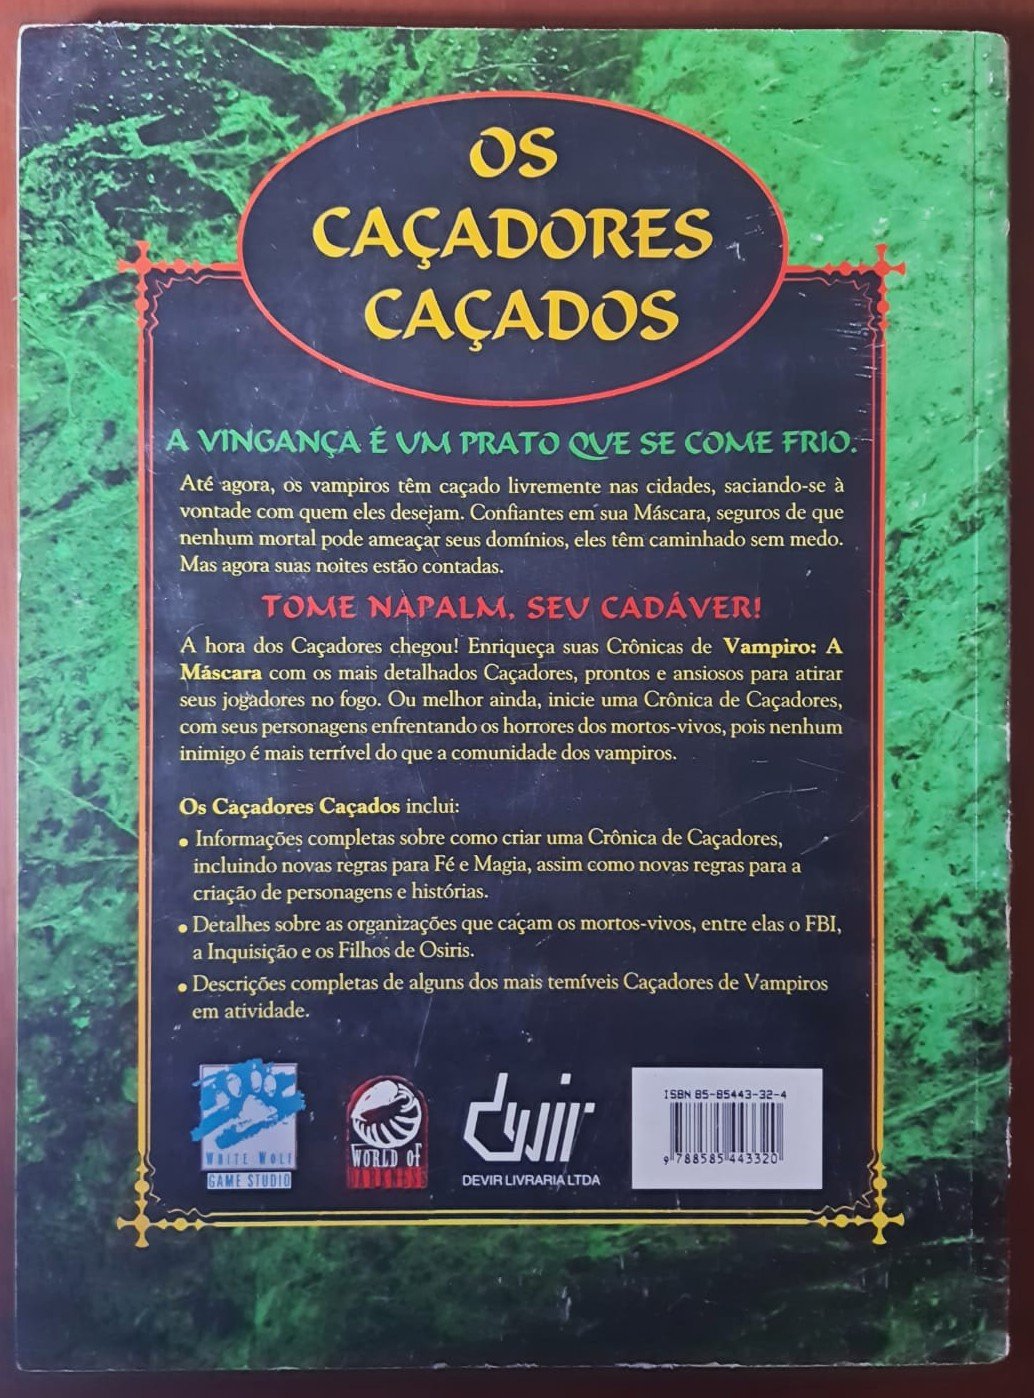 OS
CAÇADORES
CAÇADOS
A VINGANÇA É UM PRATO QUE SE COME FRIO.
Até agora, os vampiros têm caçado livremente nas cidades, saciando-se à
vontade com quem eles desejam. Confiantes em sua Máscara, seguros de que
nenhum mortal pode ameaçar seus domínios, eles têm caminhado sem medo.
Mas agora suas noites estão contadas.
TOME NAPALM, SEU CADÁVER!
A hora dos Caçadores chegou! Enriqueça suas Crônicas de Vampiro: A
Máscara com os mais detalhados Caçadores, prontos e ansiosos para atirar
seus jogadores no fogo. Ou melhor ainda, inicie uma Crônica de Caçadores,
com seus personagens enfrentando os horrores dos mortos-vivos, pois nenhum
inimigo é mais terrível do que a comunidade dos vampiros.
Os Caçadores Caçados inclui:
• Informações completas sobre como criar uma Crônica de Caçadores,
incluindo novas regras para Fé e Magia, assim como novas regras para a
criação de personagens e histórias.
• Detalhes sobre as organizações que caçam os mortos-vivos, entre elas o FBI,
a Inquisição e os Filhos de Osiris.
• Descrições completas de alguns dos mais temíveis Caçadores de Vampiros
em atividade.
WHITE WOLF
GAME STUDIO
WORLD OF
DARKNESS
devir
DEVIR LIVRARIA LTDA
ISBN 85-85443-32-4
9 788585 443320